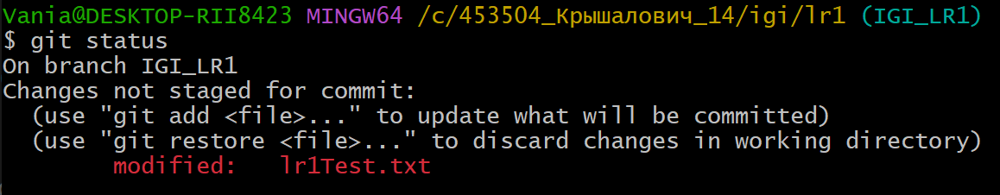 Vania@DESKTOP-RII8423 MINGW64 /c/453504_Крышалович_14/igi/lr1 (IGI_LR1)
$ git status
On branch IGI_LR1
Changes not staged for commit:
  (use "git add <file>..." to update what will be committed)
  (use "git restore <file>..." to discard changes in working directory)
        modified:   lr1Test.txt